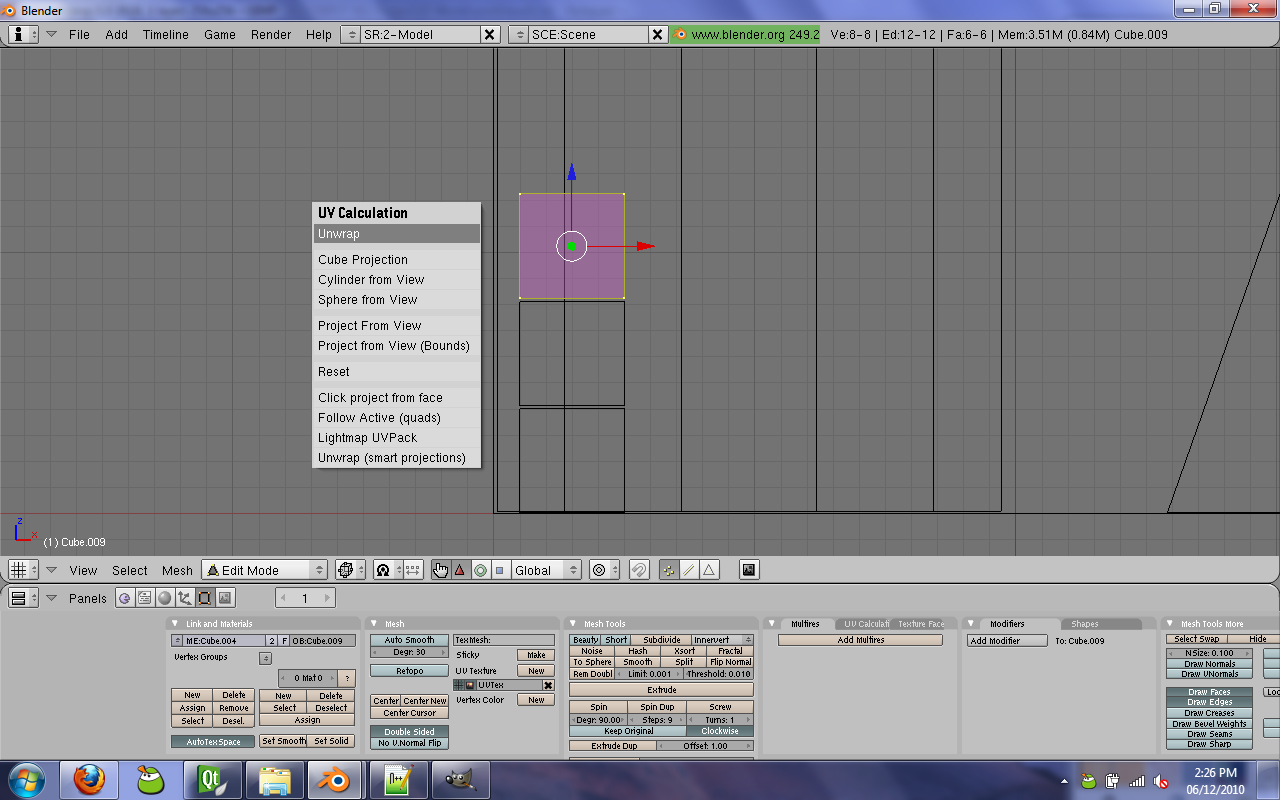 Blender
File Add Timeline Game Render Help SR:2-Model SCE:Scene www.blender.org 249.2 Ve:8-8 | Ed:12-12 | Fa:6-6 | Mem:3.51M (0.84M) Cube.009
UV Calculation
Unwrap
Cube Projection
Cylinder from View
Sphere from View
Project From View
Project from View (Bounds)
Reset
Click project from face
Follow Active (quads)
Lightmap UVPack
Unwrap (smart projections)
z
x
(1) Cube.009
View Select Mesh Edit Mode Global
Panels 1
Link and Materials
ME:Cube.004 2 F OB:Cube.009
Vertex Groups
0 Mat 0 ?
New Delete New Delete
Assign Remove Select Deselect
Select Desel. Assign
AutoTexSpace Set Smooth Set Solid
Mesh
Auto Smooth TexMesh:
Degr: 30 Sticky Make
Retopo UV Texture New
UVTex
Center Center New Vertex Color New
Center Cursor
Double Sided
No V.Normal Flip
Mesh Tools
Beauty Short Subdivide Innervert
Noise Hash Xsort Fractal
To Sphere Smooth Split Flip Normal
Rem Doubl Limit: 0.001 Threshold: 0.010
Extrude
Spin Spin Dup Screw
Degr: 90.00 Steps: 9 Turns: 1
Keep Original Clockwise
Extrude Dup Offset: 1.00
Multires UV Calculati Texture Face
Add Multires
Modifiers Shapes
Add Modifier To: Cube.009
Mesh Tools More
Select Swap Hide
NSize: 0.100
Draw Normals
Draw VNormals
Draw Faces Loc
Draw Edges
Draw Creases
Draw Bevel Weights
Draw Seams
Draw Sharp
Qt
2:26 PM
06/12/2010